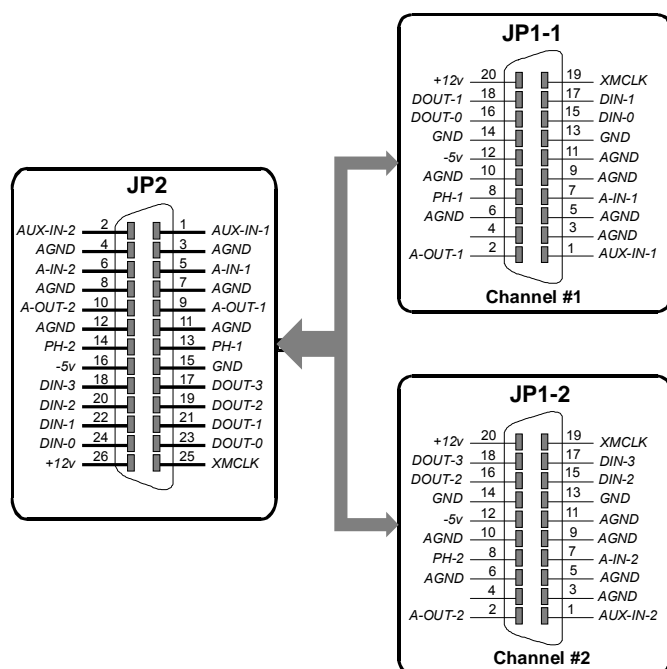 JP1-1
+12v 20 19 XMCLK
DOUT-1 18 17 DIN-1
DOUT-0 16 15 DIN-0
GND 14 13 GND
-5v 12 11 AGND
AGND 10 9 AGND
PH-1 8 7 A-IN-1
AGND 6 5 AGND
4 3 AGND
A-OUT-1 2 1 AUX-IN-1
Channel #1
JP2
AUX-IN-2 2 1 AUX-IN-1
AGND 4 3 AGND
A-IN-2 6 5 A-IN-1
AGND 8 7 AGND
A-OUT-2 10 9 A-OUT-1
AGND 12 11 AGND
PH-2 14 13 PH-1
-5v 16 15 GND
DIN-3 18 17 DOUT-3
DIN-2 20 19 DOUT-2
DIN-1 22 21 DOUT-1
DIN-0 24 23 DOUT-0
+12v 26 25 XMCLK
JP1-2
+12v 20 19 XMCLK
DOUT-3 18 17 DIN-3
DOUT-2 16 15 DIN-2
GND 14 13 GND
-5v 12 11 AGND
AGND 10 9 AGND
PH-2 8 7 A-IN-2
AGND 6 5 AGND
4 3 AGND
A-OUT-2 2 1 AUX-IN-2
Channel #2